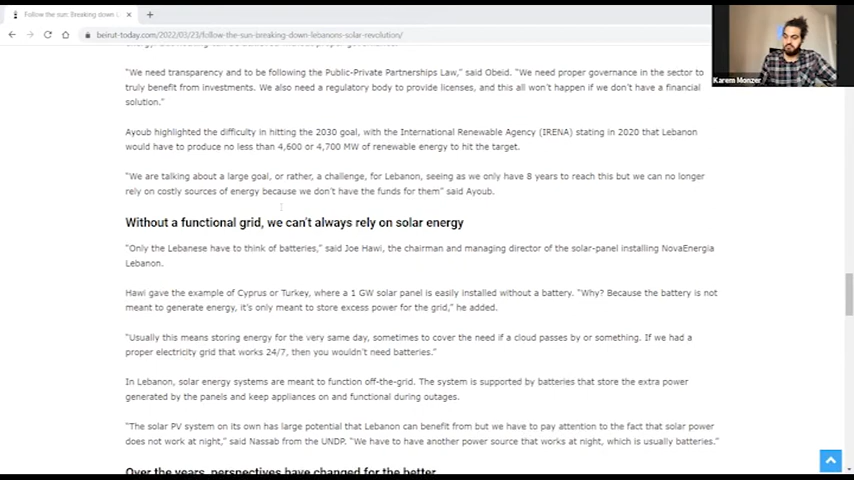 Follow the sun: Breaking down L
beirut-today.com/2022/03/23/follow-the-sun-breaking-down-lebanons-solar-revolution/
Karem Monzer
“We need transparency and to be following the Public-Private Partnerships Law,” said Obeid. “We need proper governance in the sector to
truly benefit from investments. We also need a regulatory body to provide licenses, and this all won’t happen if we don’t have a financial
solution.”
Ayoub highlighted the difficulty in hitting the 2030 goal, with the International Renewable Agency (IRENA) stating in 2020 that Lebanon
would have to produce no less than 4,600 or 4,700 MW of renewable energy to hit the target.
“We are talking about a large goal, or rather, a challenge, for Lebanon, seeing as we only have 8 years to reach this but we can no longer
rely on costly sources of energy because we don’t have the funds for them” said Ayoub.
Without a functional grid, we can’t always rely on solar energy
“Only the Lebanese have to think of batteries,” said Joe Hawi, the chairman and managing director of the solar-panel installing NovaEnergia
Lebanon.
Hawi gave the example of Cyprus or Turkey, where a 1 GW solar panel is easily installed without a battery. “Why? Because the battery is not
meant to generate energy, it’s only meant to store excess power for the grid,” he added.
“Usually this means storing energy for the very same day, sometimes to cover the need if a cloud passes by or something. If we had a
proper electricity grid that works 24/7, then you wouldn’t need batteries.”
In Lebanon, solar energy systems are meant to function off-the-grid. The system is supported by batteries that store the extra power
generated by the panels and keep appliances on and functional during outages.
“The solar PV system on its own has large potential that Lebanon can benefit from but we have to pay attention to the fact that solar power
does not work at night,” said Nassab from the UNDP. “We have to have another power source that works at night, which is usually batteries.”
Over the years, perspectives have changed for the better